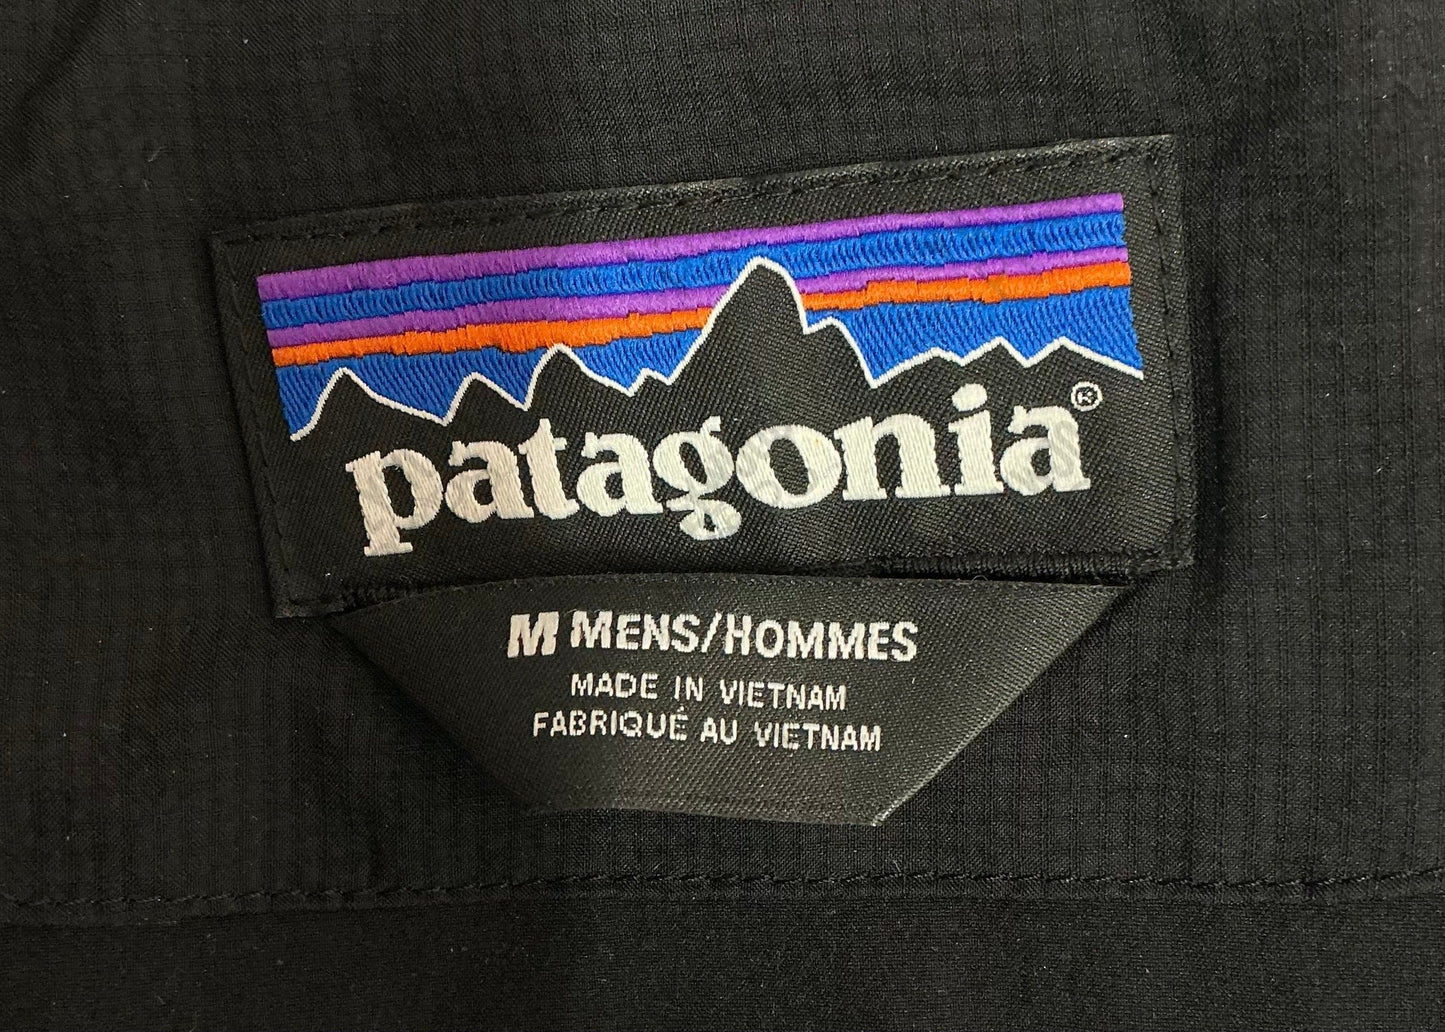 patagonia®
M MENS/HOMMES
MADE IN VIETNAM
FABRIQUÉ AU VIETNAM